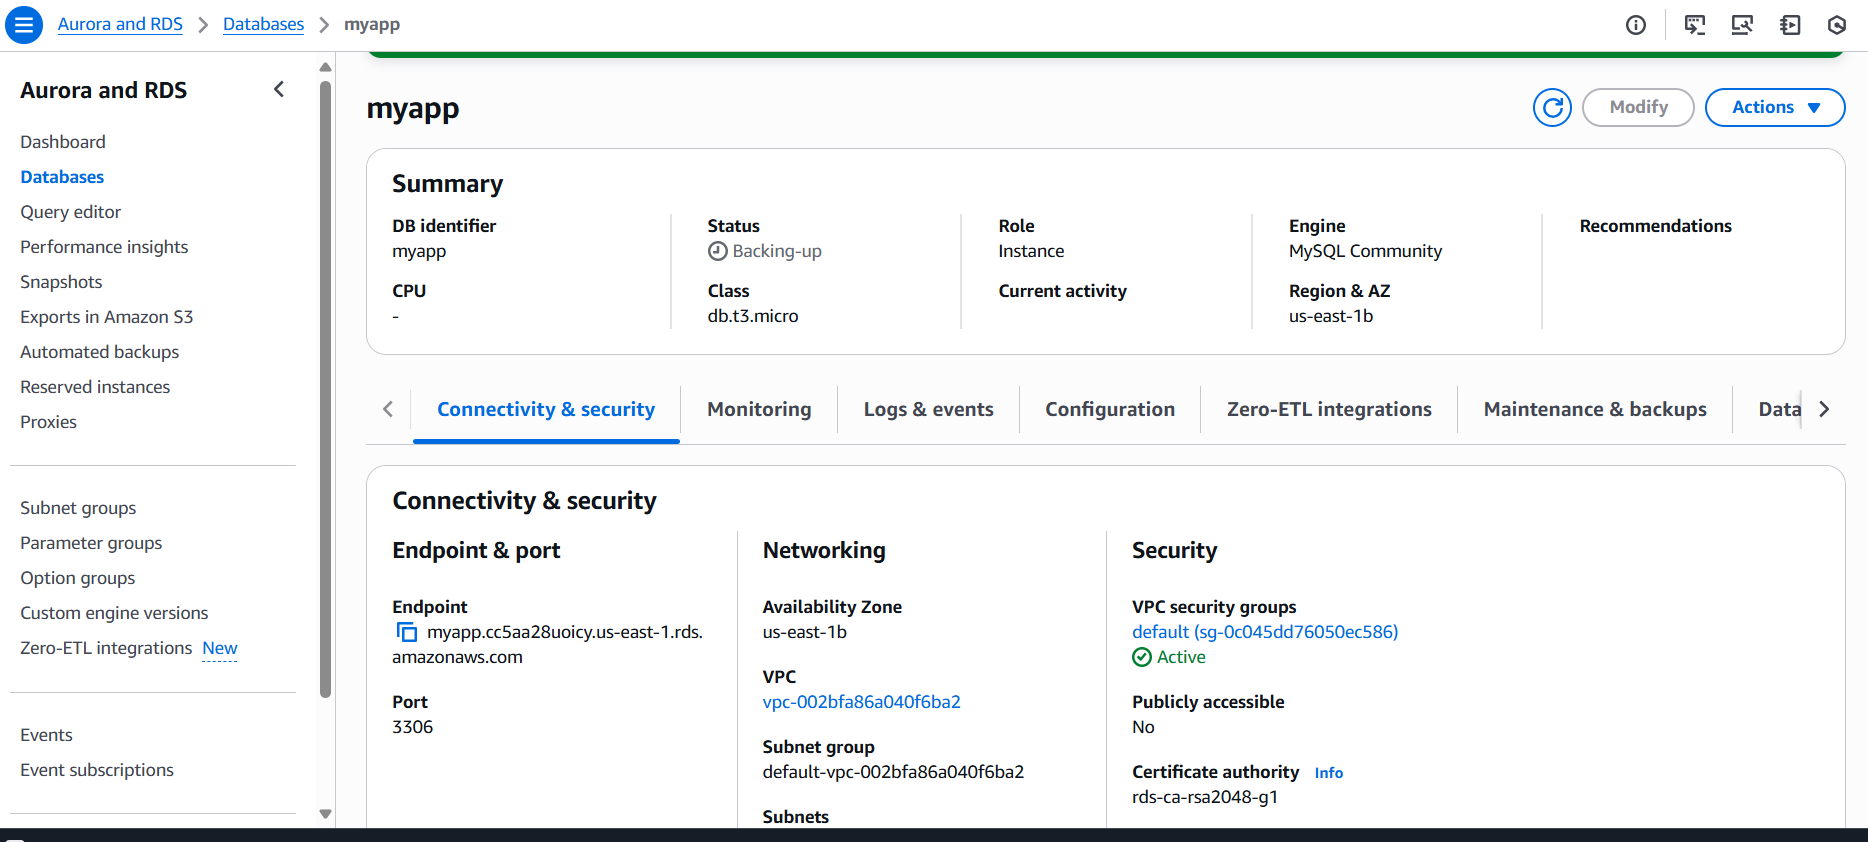 Aurora and RDS > Databases > myapp
Aurora and RDS
Dashboard
Databases
Query editor
Performance insights
Snapshots
Exports in Amazon S3
Automated backups
Reserved instances
Proxies
Subnet groups
Parameter groups
Option groups
Custom engine versions
Zero-ETL integrations New
Events
Event subscriptions
myapp
Modify
Actions
Summary
DB identifier
myapp
Status
Backing-up
Role
Instance
Engine
MySQL Community
Recommendations
CPU
-
Class
db.t3.micro
Current activity
Region & AZ
us-east-1b
Connectivity & security
Monitoring
Logs & events
Configuration
Zero-ETL integrations
Maintenance & backups
Data
Connectivity & security
Endpoint & port
Endpoint
myapp.cc5aa28uoicy.us-east-1.rds.
amazonaws.com
Port
3306
Networking
Availability Zone
us-east-1b
VPC
vpc-002bfa86a040f6ba2
Subnet group
default-vpc-002bfa86a040f6ba2
Subnets
Security
VPC security groups
default (sg-0c045dd76050ec586)
Active
Publicly accessible
No
Certificate authority Info
rds-ca-rsa2048-g1